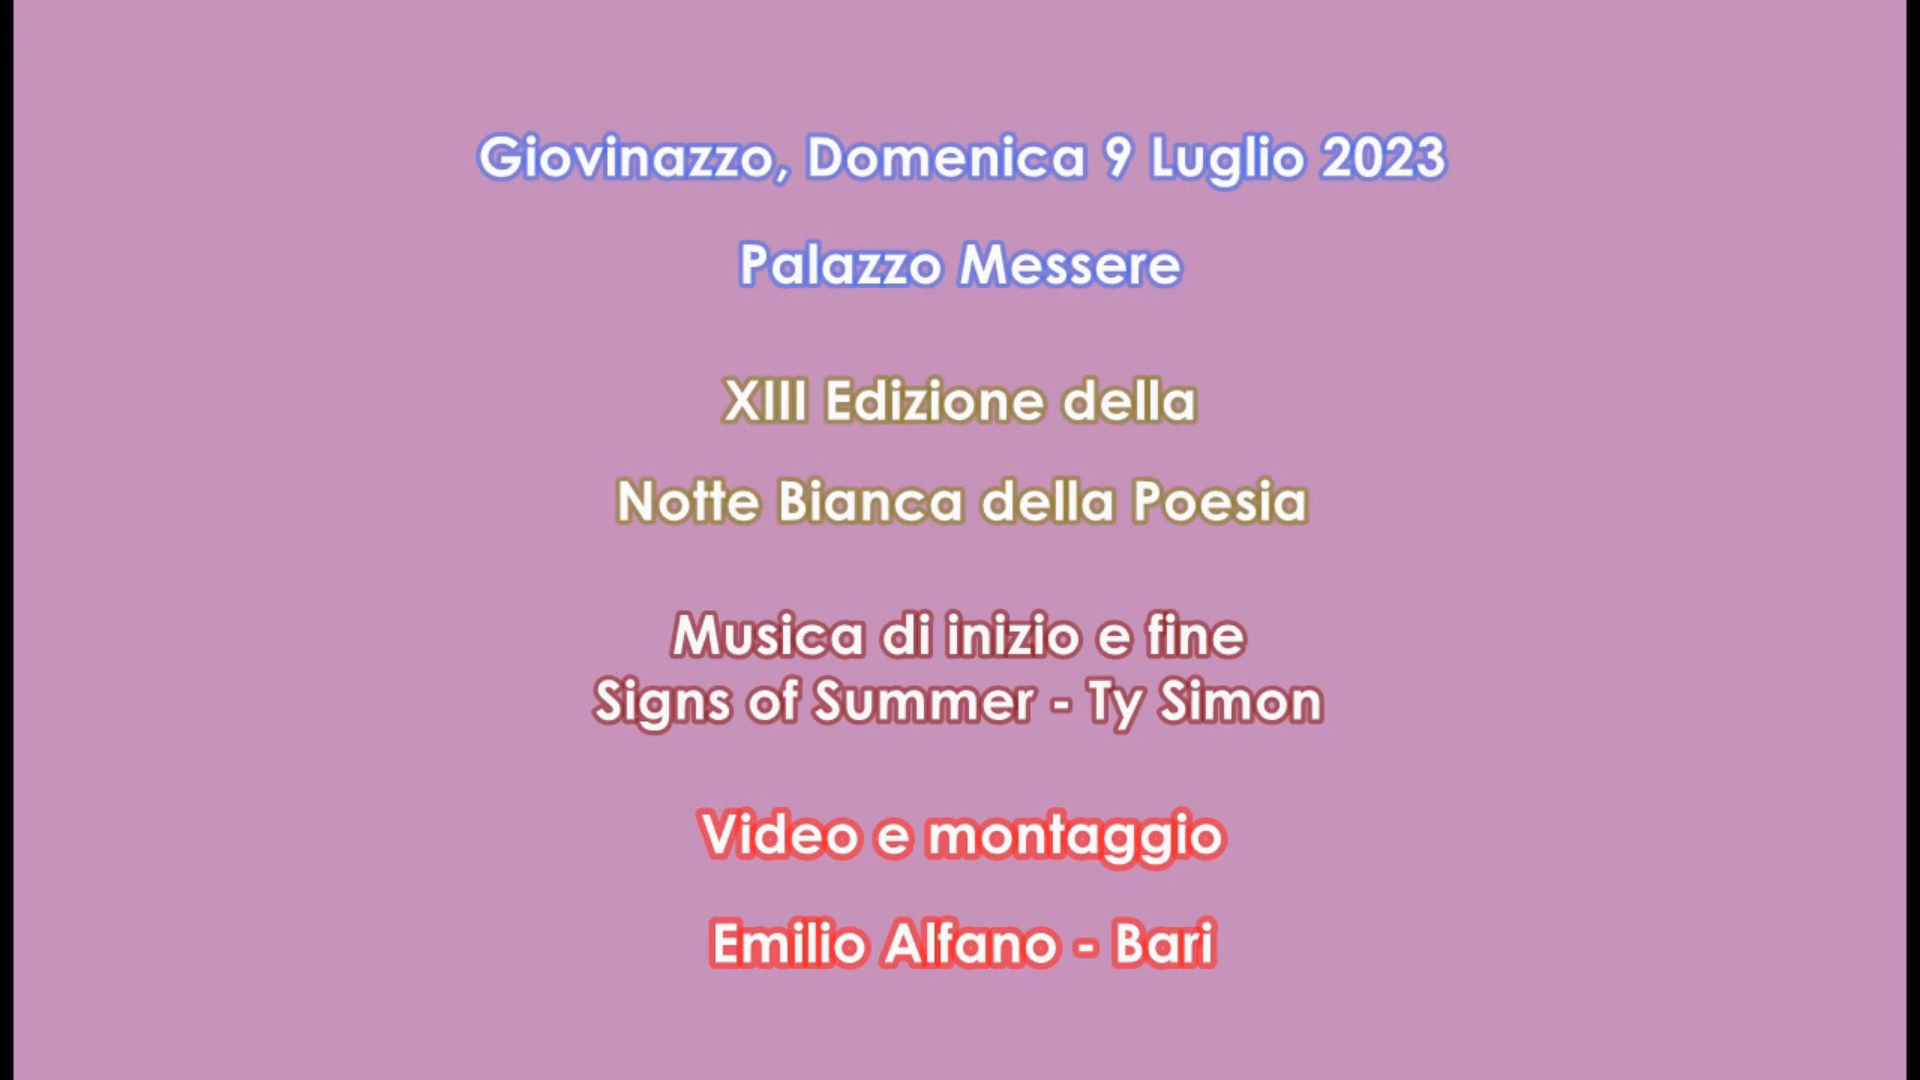 Giovinazzo, Domenica 9 Luglio 2023
Palazzo Messere
XIII Edizione della
Notte Bianca della Poesia
Musica di inizio e fine
Signs of Summer - Ty Simon
Video e montaggio
Emilio Alfano - Bari